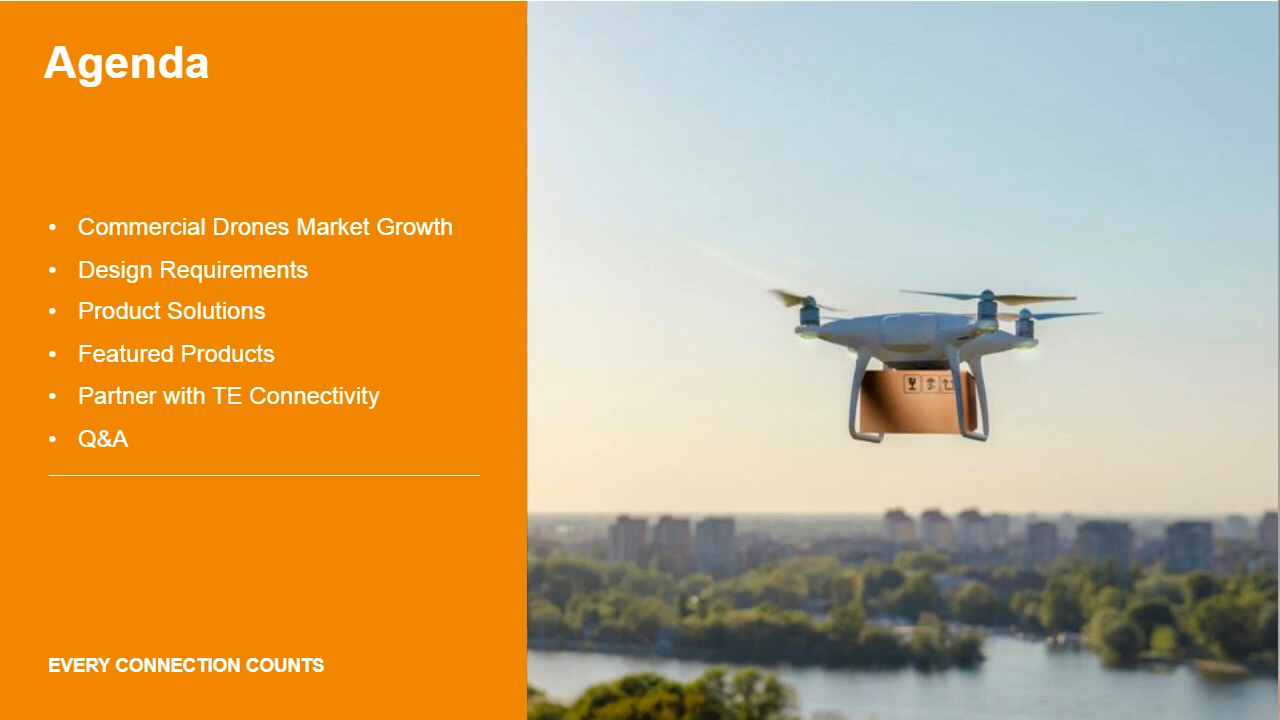 Agenda
• Commercial Drones Market Growth
• Design Requirements
• Product Solutions
• Featured Products
• Partner with TE Connectivity
• Q&A
EVERY CONNECTION COUNTS